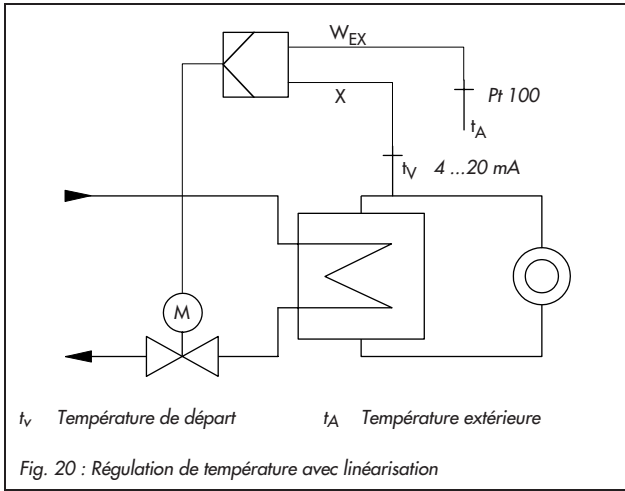 W_EX
X
Pt 100
t_A
t_V 4 ...20 mA
M
t_v Température de départ t_A Température extérieure
Fig. 20 : Régulation de température avec linéarisation